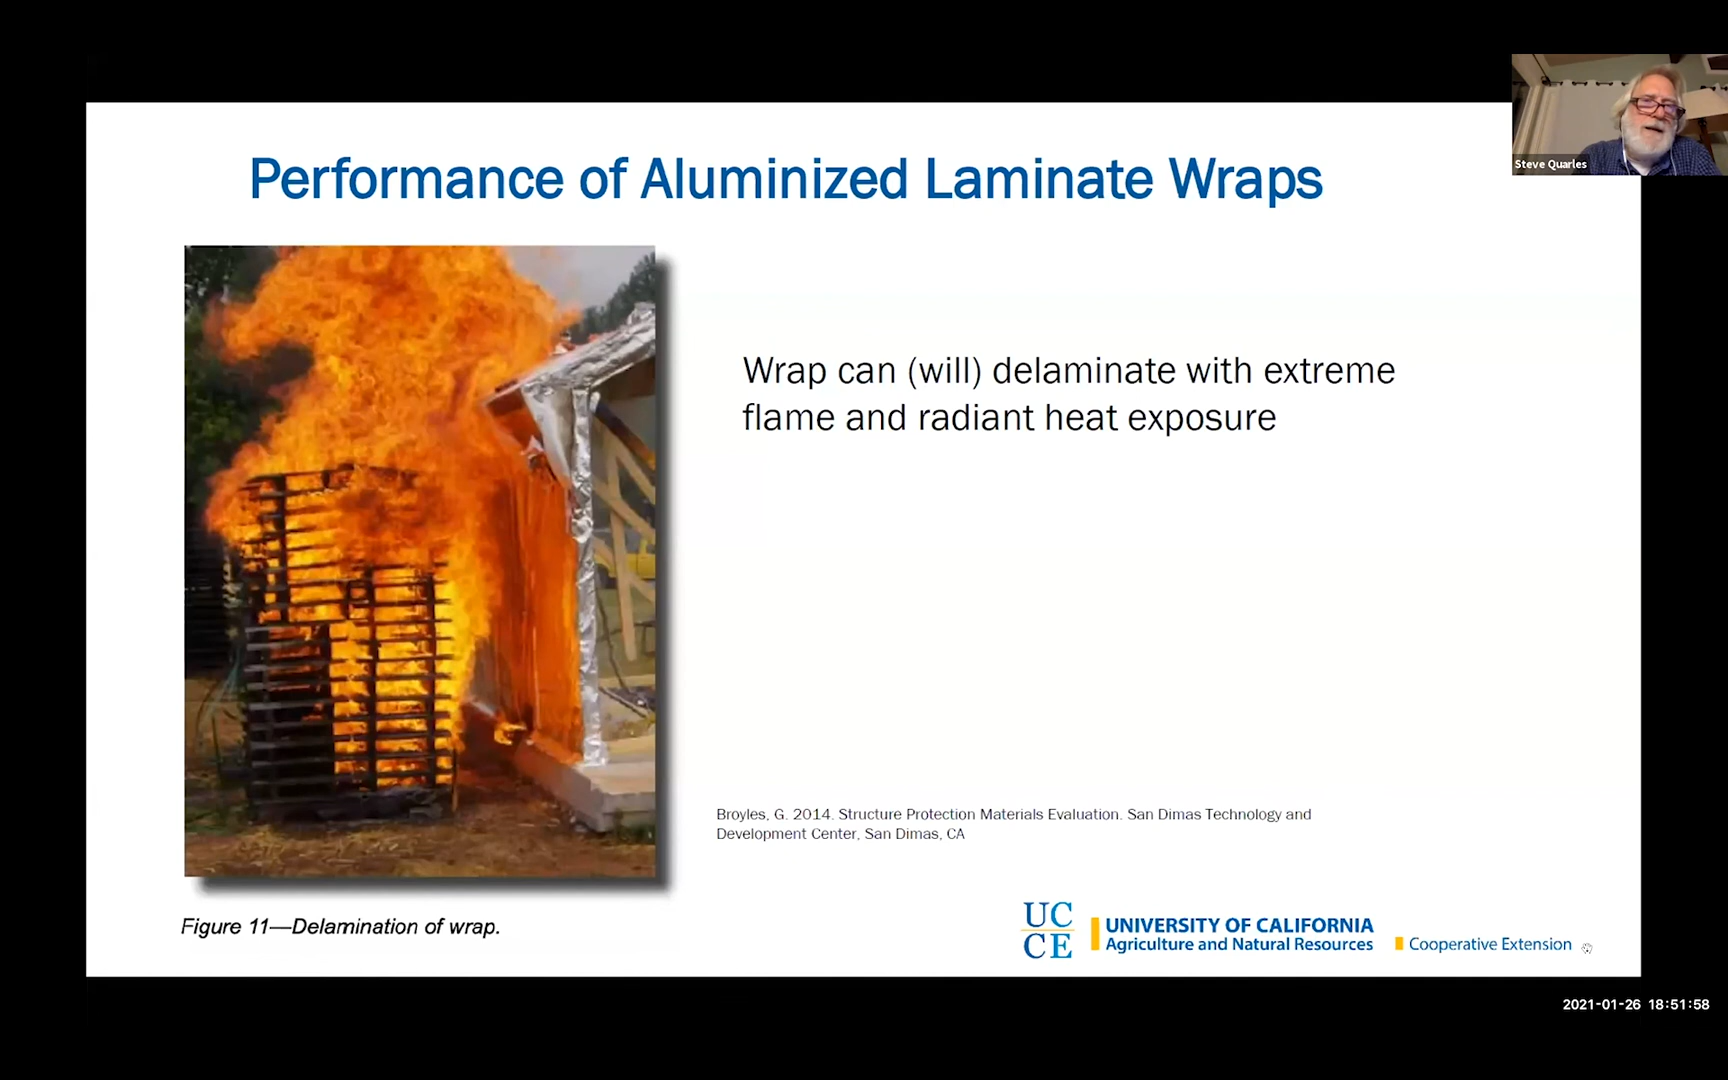 Steve Quarles
Performance of Aluminized Laminate Wraps
Wrap can (will) delaminate with extreme
flame and radiant heat exposure
Broyles, G. 2014. Structure Protection Materials Evaluation. San Dimas Technology and
Development Center, San Dimas, CA
Figure 11—Delamination of wrap.
UC
CE
UNIVERSITY OF CALIFORNIA
Agriculture and Natural Resources
Cooperative Extension
2021-01-26 18:51:58